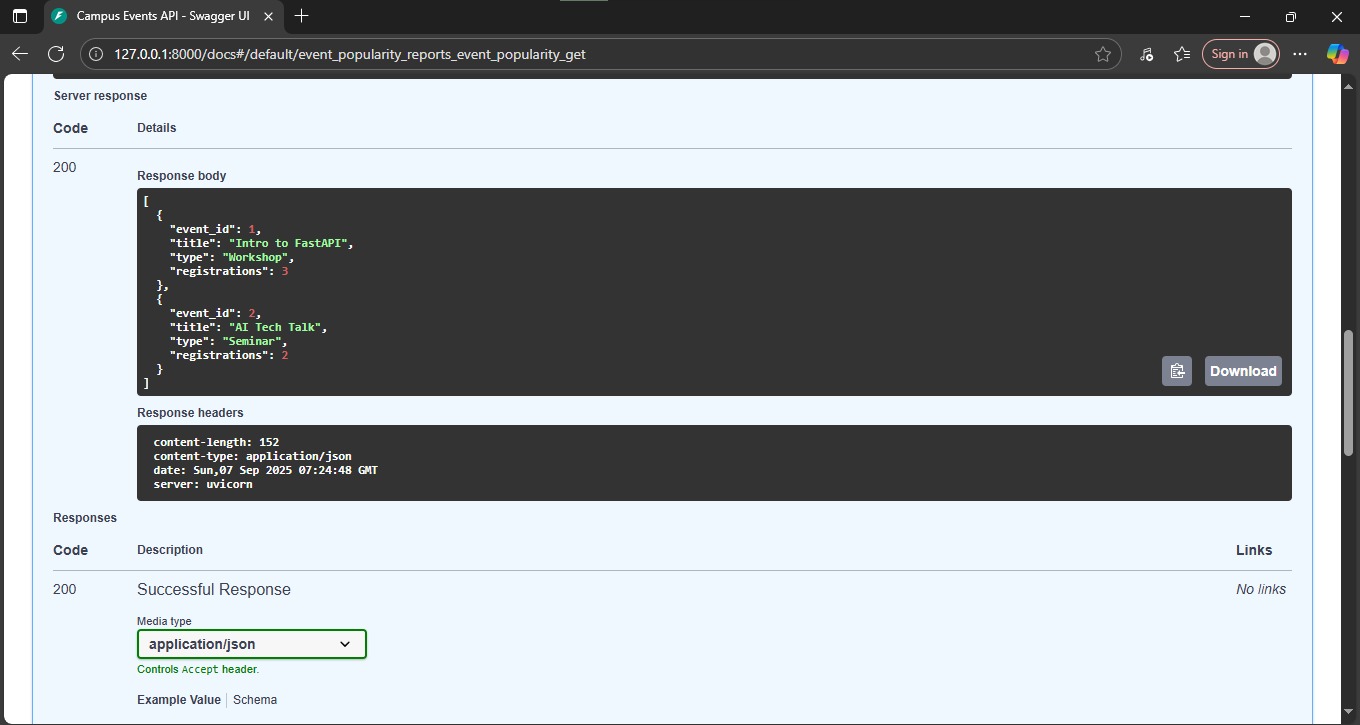 Campus Events API - Swagger UI
127.0.0.1:8000/docs#/default/event_popularity_reports_event_popularity_get
Sign in
Server response
Code Details
200
Response body
[
  {
    "event_id": 1,
    "title": "Intro to FastAPI",
    "type": "Workshop",
    "registrations": 3
  },
  {
    "event_id": 2,
    "title": "AI Tech Talk",
    "type": "Seminar",
    "registrations": 2
  }
]
Download
Response headers
content-length: 152
content-type: application/json
date: Sun,07 Sep 2025 07:24:48 GMT
server: uvicorn
Responses
Code Description Links
200 Successful Response No links
Media type
application/json
Controls Accept header.
Example Value Schema